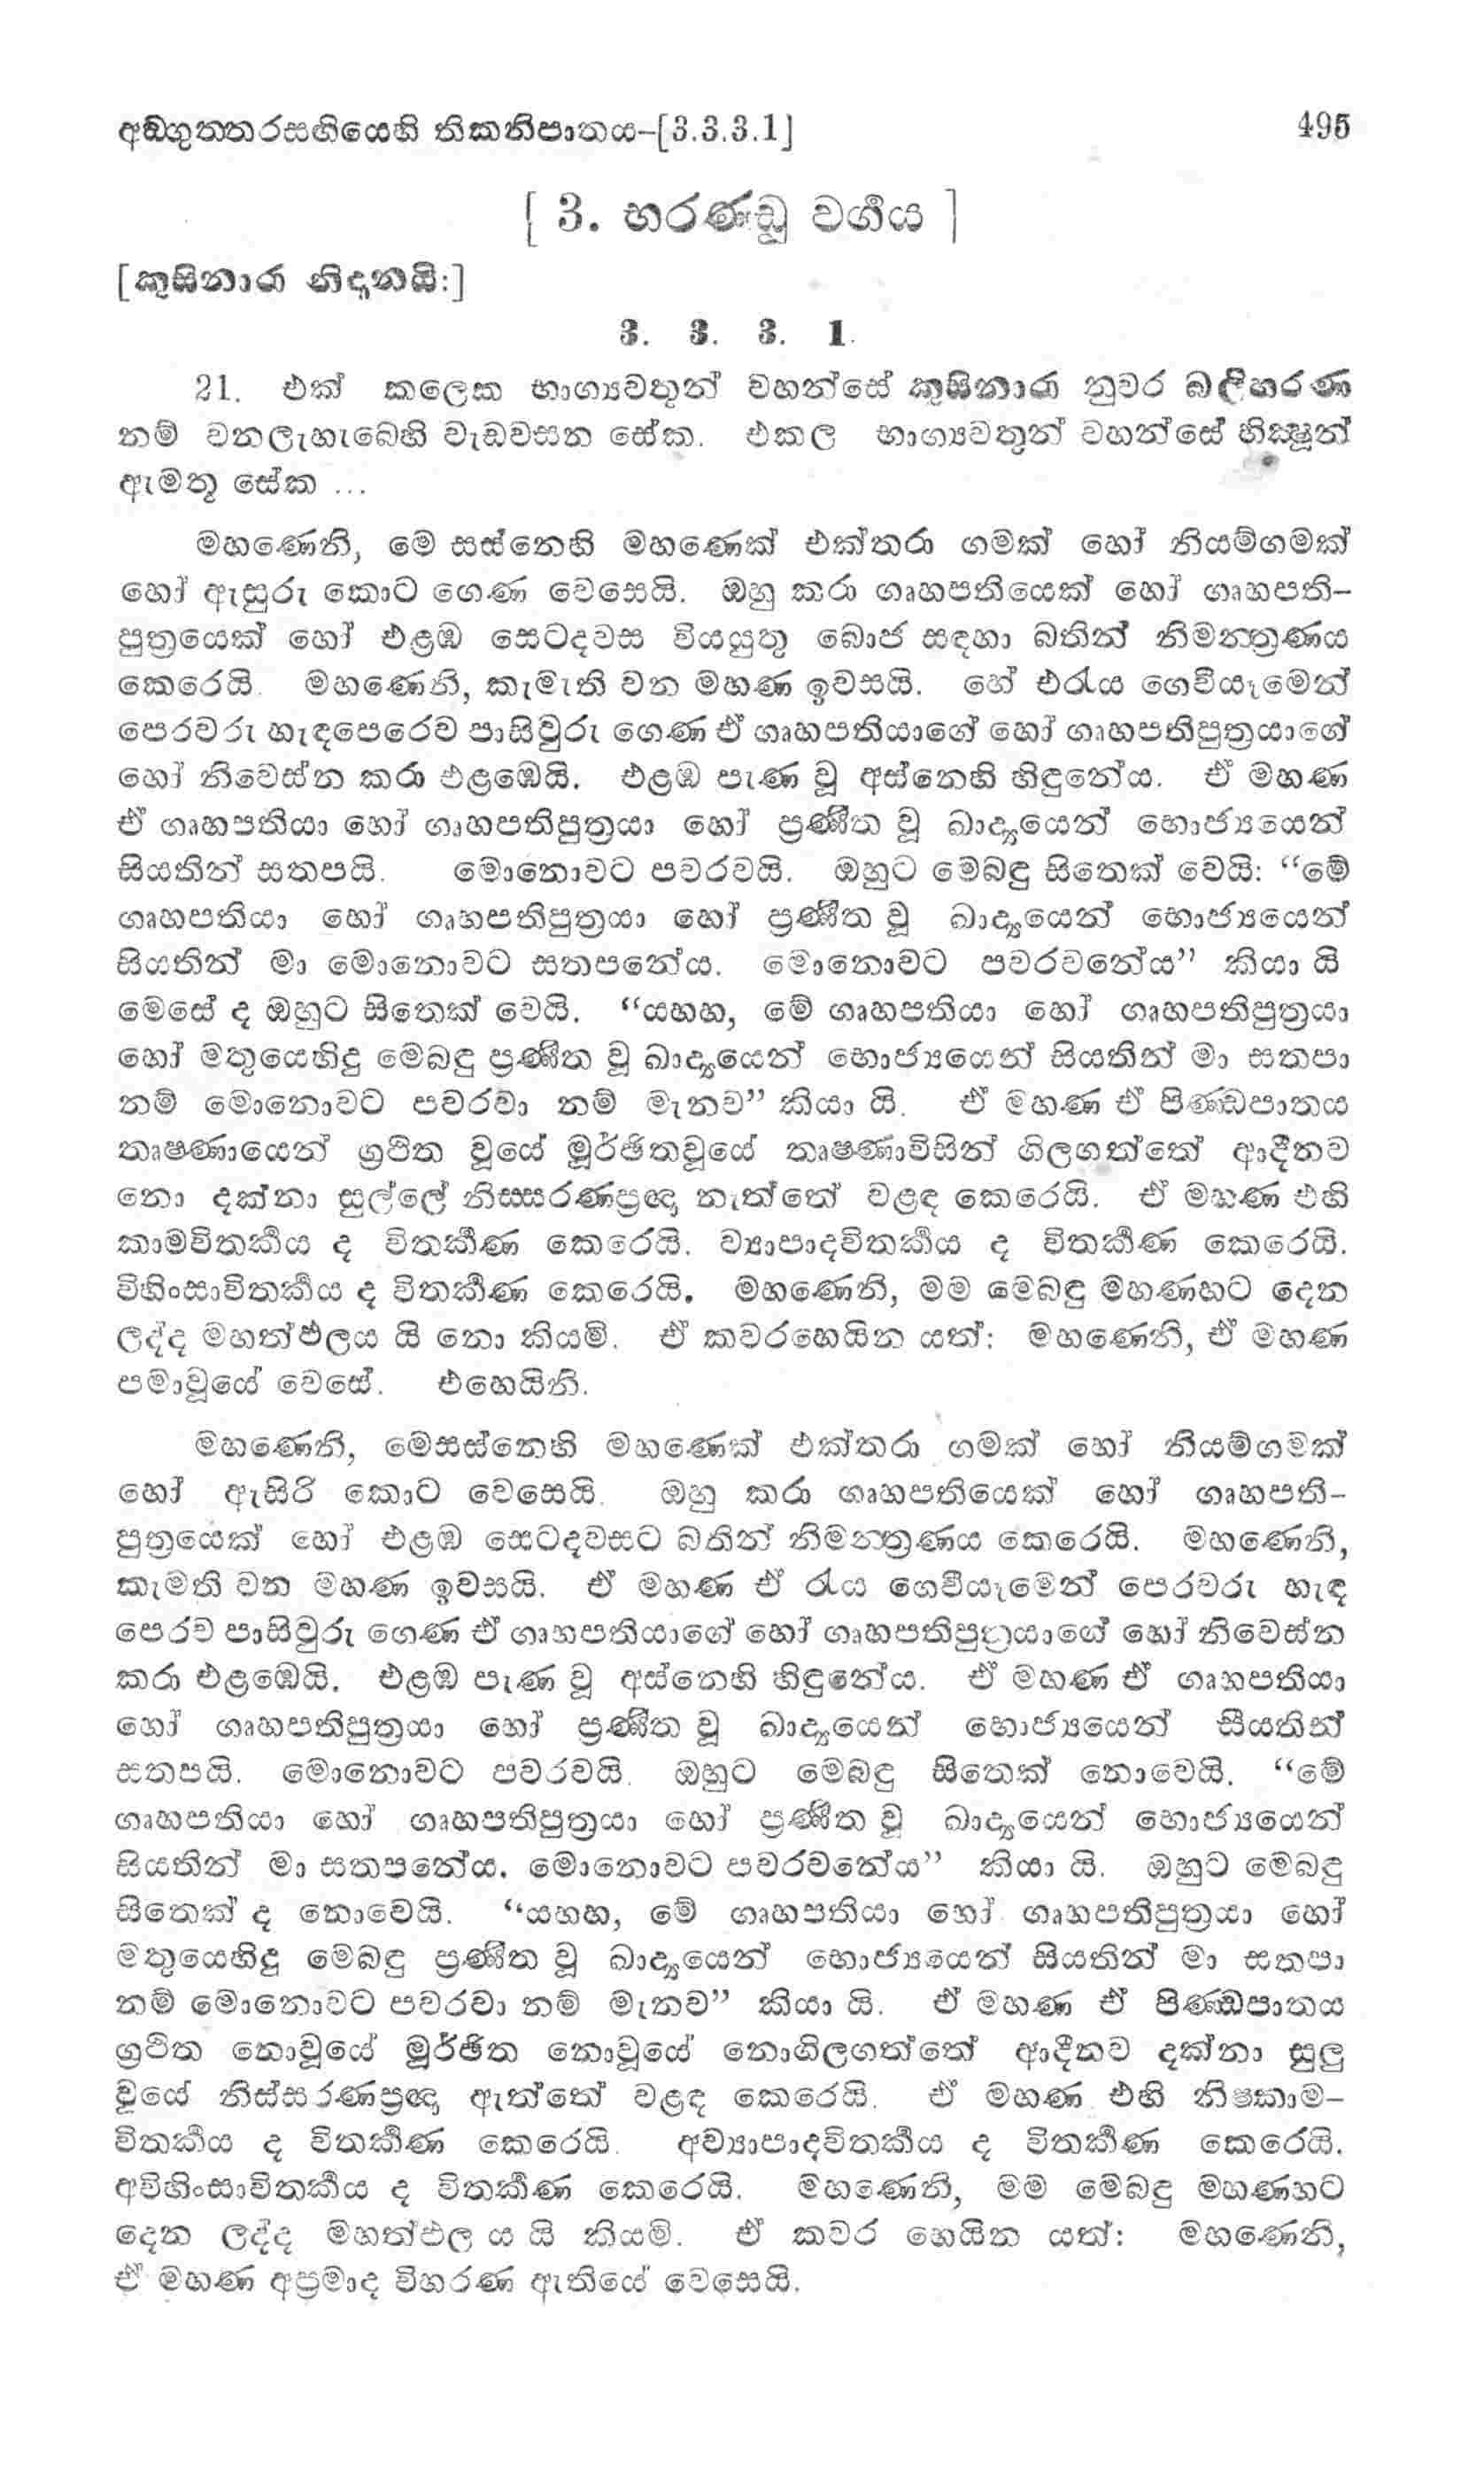 අඞ්ගුත්තරසඟියෙහි තිකනිපාතය–[3.3.3.1] 495
[ 3. භරණ්ඩු වර්‍ගය ]
[කුසිනාරා නිදානයි:]
3. 3. 3. 1.
21. එක් කලෙක භාග්‍යවතුන් වහන්සේ කුසිනාරා නුවර බලිහරණ
නම් වනලැහැබෙහි වැඩවසන සේක. එකල භාග්‍යවතුන් වහන්සේ භික්‍ෂූන්
ඇමතූ සේක ...
මහණෙනි, මෙ සස්නෙහි මහණෙක් එක්තරා ගමක් හෝ නියම්ගමක්
හෝ ඇසුරු කොට ගෙණ වෙසෙයි. ඔහු කරා ගෘහපතියෙක් හෝ ගෘහපති–
පුත්‍රයෙක් හෝ එළඹ සෙටදවස වියයුතු බොජ සඳහා බතින් නිමන්ත්‍රණය
කෙරෙයි. මහණෙනි, කැමැති වන මහණ ඉවසයි. හේ එරැය ගෙවීයෑමෙන්
පෙරවරු හැඳපෙරෙව පාසිවුරු ගෙණ ඒ ගෘහපතියාගේ හෝ ගෘහපතිපුත්‍රයාගේ
හෝ නිවෙස්න කරා එළඹෙයි. එළඹ පැණ වූ අස්නෙහි හිඳුනේය. ඒ මහණ
ඒ ගෘහපතියා හෝ ගෘහපතිපුත්‍රයා හෝ ප්‍රණීත වූ ඛාද්‍යයෙන් භොජ්‍යයෙන්
සියතින් සතපයි. මොනොවට පවරවයි. ඔහුට මෙබඳු සිතෙක් වෙයි: “මේ
ගෘහපතියා හෝ ගෘහපතිපුත්‍රයා හෝ ප්‍රණීත වූ ඛාද්‍යයෙන් භොජ්‍යයෙන්
සියතින් මා මොනොවට සතපනේය. මොනොවට පවරවනේය” කියා යි
මෙසේ ද ඔහුට සිතෙක් වෙයි. “යහහ, මේ ගෘහපතියා හෝ ගෘහපතිපුත්‍රයා
හෝ මතුයෙහිදු මෙබඳු ප්‍රණීත වූ ඛාද්‍යයෙන් භොජ්‍යයෙන් සියතින් මා සතපා
නම් මොනොවට පවරවා නම් මැනව” කියා යි. ඒ මහණ ඒ පිණ්ඩපාතය
තෘෂ්ණායෙන් ග්‍රථිත වූයේ මූර්ඡිතවූයේ තෘෂ්ණාවිසින් ගිලගත්තේ ආදීනව
නො දක්නා සුල්ලේ නිස්සරණප්‍රඥා නැත්තේ වළඳ කෙරෙයි. ඒ මහණ එහි
කාමවිතර්‍කය ද විතර්‍කණ කෙරෙයි. ව්‍යාපාදවිතර්‍කය ද විතර්‍කණ කෙරෙයි.
විහිංසාවිතර්‍කය ද විතර්‍කණ කෙරෙයි. මහණෙනි, මම මෙබඳු මහණහට දෙන
ලද්ද මහත්ඵලය යි නො කියමි. ඒ කවරහෙයින යත්: මහණෙනි, ඒ මහණ
පමාවූයේ වෙසේ. එහෙයිනි.
මහණෙනි, මෙසස්නෙහි මහණෙක් එක්තරා ගමක් හෝ නියම්ගමක්
හෝ ඇසිරි කොට වෙසෙයි. ඔහු කරා ගෘහපතියෙක් හෝ ගෘහපති–
පුත්‍රයෙක් හෝ එළඹ සෙටදවසට බතින් නිමන්ත්‍රණය කෙරෙයි. මහණෙනි,
කැමති වන මහණ ඉවසයි. ඒ මහණ ඒ රැය ගෙවීයෑමෙන් පෙරවරු හැඳ
පෙරව පාසිවුරු ගෙණ ඒ ගෘහපතියාගේ හෝ ගෘහපතිපුත්‍රයාගේ හෝ නිවෙස්න
කරා එළඹෙයි. එළඹ පැණ වූ අස්නෙහි හිඳුනේය. ඒ මහණ ඒ ගෘහපතියා
හෝ ගෘහපතිපුත්‍රයා හෝ ප්‍රණීත වූ ඛාද්‍යයෙන් භොජ්‍යයෙන් සියතින්
සතපයි. මොනොවට පවරවයි. ඔහුට මෙබඳු සිතෙක් නොවෙයි. “මේ
ගෘහපතියා හෝ ගෘහපතිපුත්‍රයා හෝ ප්‍රණීත වූ ඛාද්‍යයෙන් භොජ්‍යයෙන්
සියතින් මා සතපනේය. මොනොවට පවරවනේය” කියා යි. ඔහුට මෙබඳු
සිතෙක් ද නොවෙයි. “යහහ, මේ ගෘහපතියා හෝ ගෘහපතිපුත්‍රයා හෝ
මතුයෙහිදු මෙබඳු ප්‍රණීත වූ ඛාද්‍යයෙන් භොජ්‍යයෙන් සියතින් මා සතපා
නම් මොනොවට පවරවා නම් මැනව” කියා යි. ඒ මහණ ඒ පිණ්ඩපාතය
ග්‍රථිත නොවූයේ මූර්ඡිත නොවූයේ නොගිලගත්තේ ආදීනව දක්නා සුලු
වූයේ නිස්සරණප්‍රඥා ඇත්තේ වළඳ කෙරෙයි. ඒ මහණ එහි නිෂ්කාම–
විතර්‍කය ද විතර්‍කණ කෙරෙයි. අව්‍යාපාදවිතර්‍කය ද විතර්‍කණ කෙරෙයි.
අවිහිංසාවිතර්‍කය ද විතර්‍කණ කෙරෙයි. මහණෙනි, මම මෙබඳු මහණහට
දෙන ලද්ද මහත්ඵල ය යි කියමි. ඒ කවර හෙයින යත්: මහණෙනි,
ඒ මහණ අප්‍රමාද විහරණ ඇතියේ වෙසෙයි.